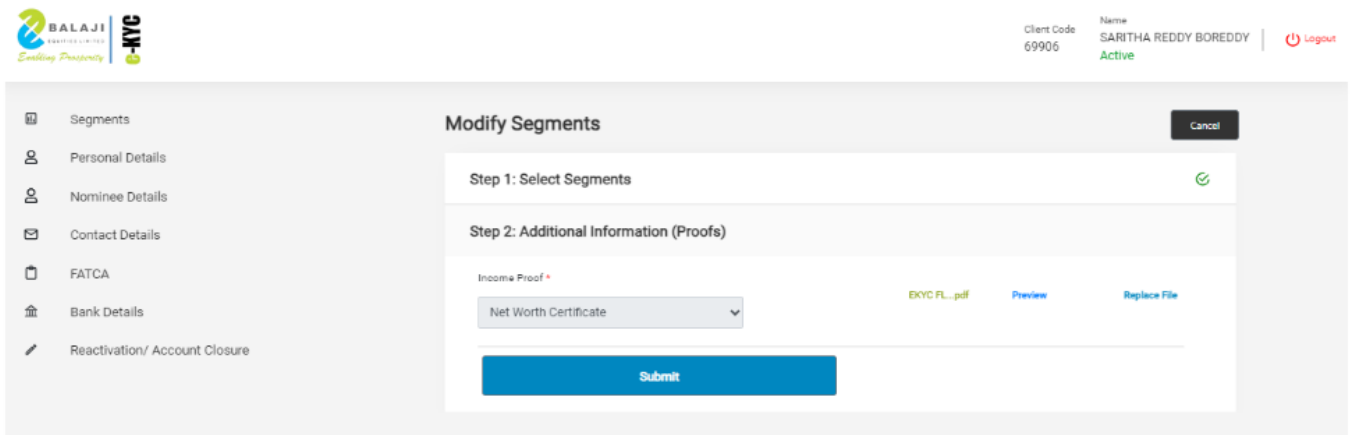 BALAJI
EQUITIES LIMITED
Enabling Prosperity
e-KYC
Client Code
69906
Name
SARITHA REDDY BOREDDY
Active
Logout
Segments
Personal Details
Nominee Details
Contact Details
FATCA
Bank Details
Reactivation/ Account Closure
Modify Segments
Cancel
Step 1: Select Segments
Step 2: Additional Information (Proofs)
Income Proof *
Net Worth Certificate
EKYC FL...pdf
Preview
Replace File
Submit